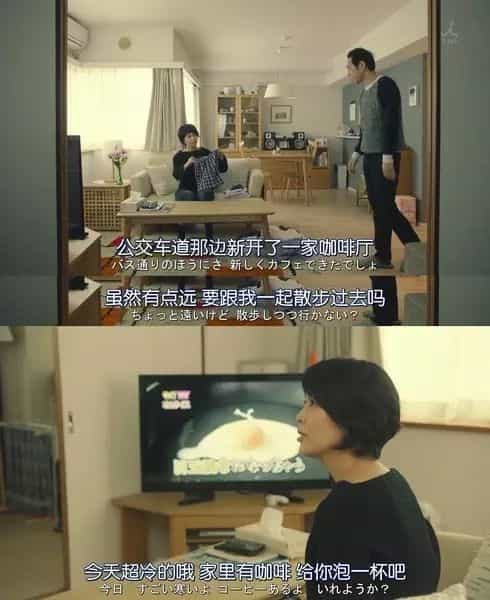 公交车道那边新开了一家咖啡厅
バス通りのほうにさ 新しくカフェできたでしょ
虽然有点远 要跟我一起散步过去吗
ちょっと遠いけど 散歩しつつ行かない？
今天超冷的哦 家里有咖啡 给你泡一杯吧
今日 すごい寒いよ コーヒーあるよ いれようか？